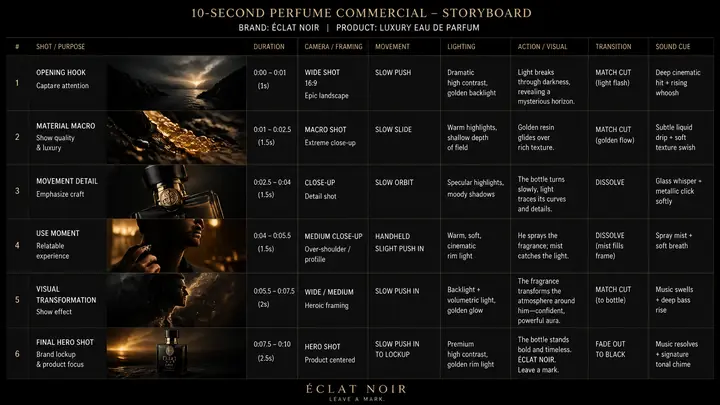 10-SECOND PERFUME COMMERCIAL – STORYBOARD
BRAND: ÉCLAT NOIR | PRODUCT: LUXURY EAU DE PARFUM
# SHOT / PURPOSE DURATION CAMERA / FRAMING MOVEMENT LIGHTING ACTION / VISUAL TRANSITION SOUND CUE
1
OPENING HOOK
Captare attention
0:00 – 0:01
(1s)
WIDE SHOT
16:9
Epic landscape
SLOW PUSH
Dramatic
high contrast,
golden backlight
Light breaks
through darkness,
revealing a
mysterious horizon.
MATCH CUT
(light flash)
Deep cinematic
hit + rising
whoosh
2
MATERIAL MACRO
Show quality
& luxury
0:01 – 0:02.5
(1.5s)
MACRO SHOT
Extreme close-up
SLOW SLIDE
Warm highlights,
shallow depth
of field
Golden resin
glides over
rich texture.
MATCH CUT
(golden flow)
Subtle liquid
drip + soft
texture swish
3
MOVEMENT DETAIL
Emphasize craft
0:02.5 – 0:04
(1.5s)
CLOSE-UP
Detail shot
SLOW ORBIT
Specular highlights,
moody shadows
The bottle turns
slowly, light
traces its curves
and details.
DISSOLVE
Glass whisper +
metallic click
softly
4
USE MOMENT
Relatable
experience
0:04 – 0:05.5
(1.5s)
MEDIUM CLOSE-UP
Over-shoulder /
profiile
HANDHELD
SLIGHT PUSH IN
Warm, soft,
cinematic
rim light
He sprays the
fragrance; mist
catches the light.
DISSOLVE
(mist fills
frame)
Spray mist +
soft breath
5
VISUAL
TRANSFORMATION
Show effect
0:05.5 – 0:07.5
(2s)
WIDE / MEDIUM
Heroic framing
SLOW PUSH IN
Backlight +
volumetric light,
golden glow
The fragrance
transforms the
atmosphere around
him—confident,
powerful aura.
MATCH CUT
(to bottle)
Music swells
+ deep bass
rise
6
FINAL HERO SHOT
Brand lockup
& product focus
0:07.5 – 0:10
(2.5s)
HERO SHOT
Product centered
SLOW PUSH IN
TO LOCKUP
Premium
high contrast,
golden rim light
The bottle stands
bold and timeless.
ECLAT NOIR.
Leave a mark.
FADE OUT
TO BLACK
Music resolves
+ signature
tonal chime
ÉCLAT NOIR
LEAVE A MARK.